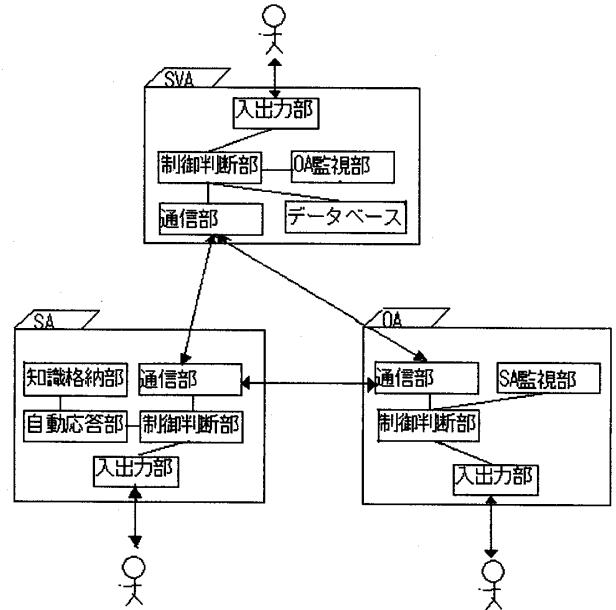 SVA
入出力部
制御判断部
OA監視部
通信部
データベース
SA
知識格納部
通信部
自動応答部
制御判断部
入出力部
OA
通信部
SA監視部
制御判断部
入出力部